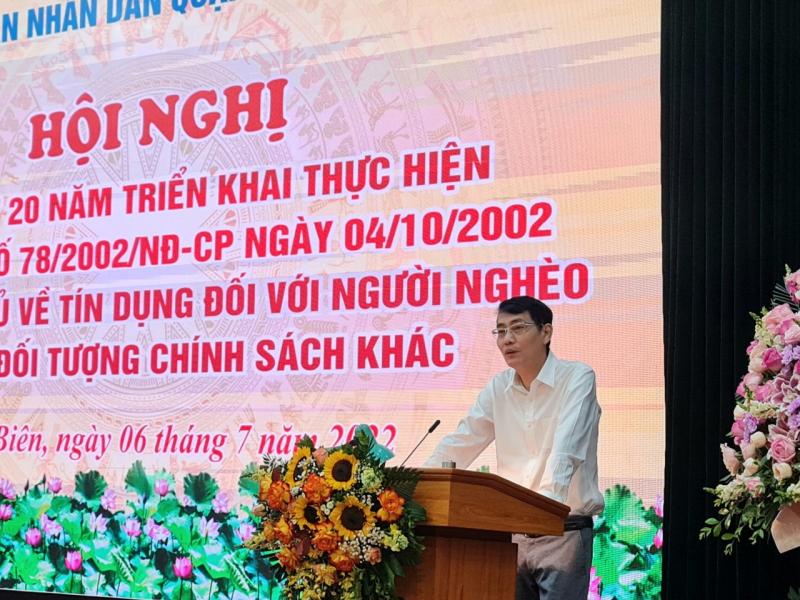 NHÂN DÂN QUẬN
HỘI NGHỊ
20 NĂM TRIỂN KHAI THỰC HIỆN
78/2002/NĐ-CP NGÀY 04/10/2002
VỀ TÍN DỤNG ĐỐI VỚI NGƯỜI NGHÈO
ĐỐI TƯỢNG CHÍNH SÁCH KHÁC
Biên, ngày 06 tháng 7 năm 2022